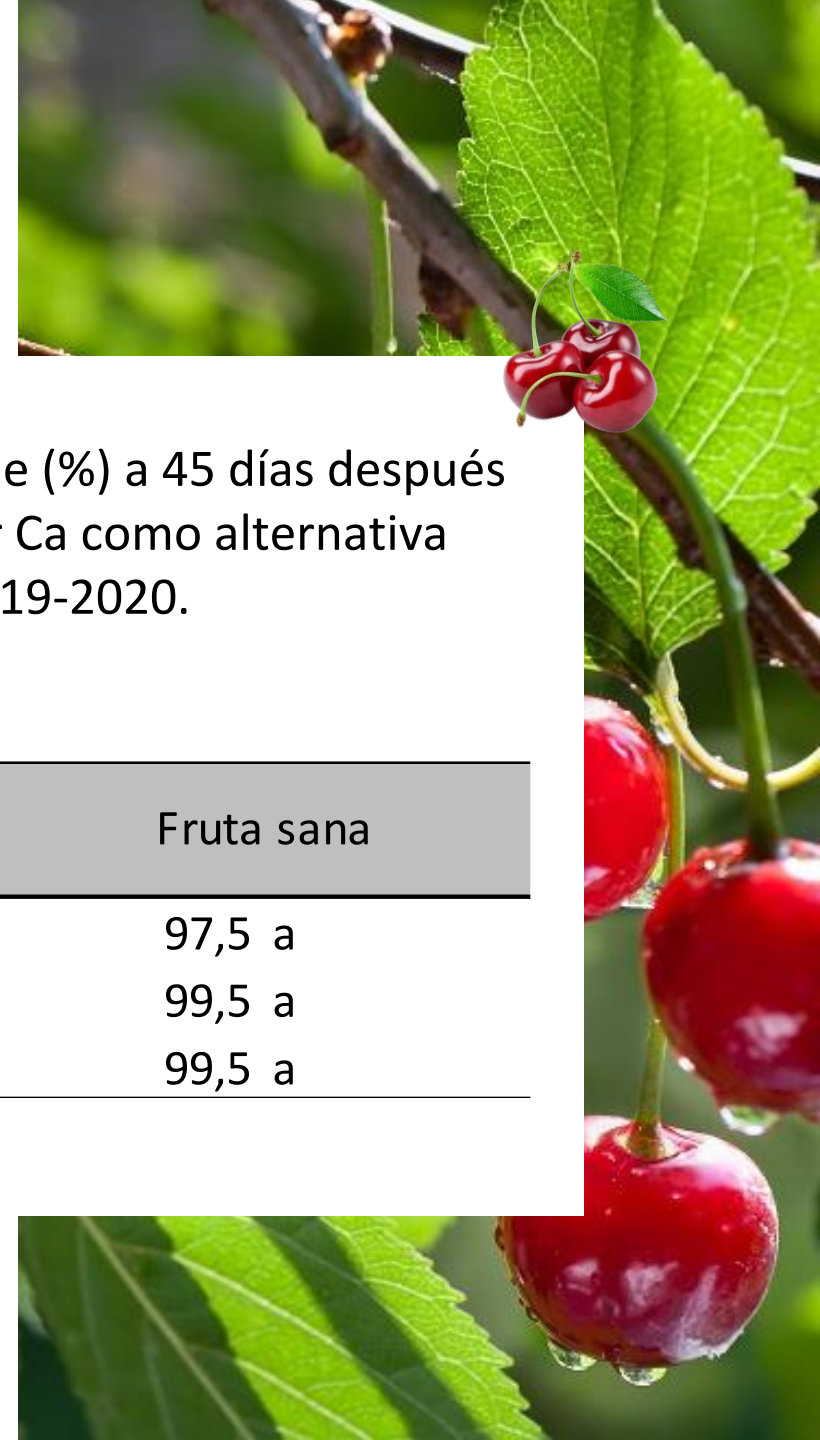 e (%) a 45 días después
Ca como alternativa
19-2020.
Fruta sana
97,5 a
99,5 a
99,5 a